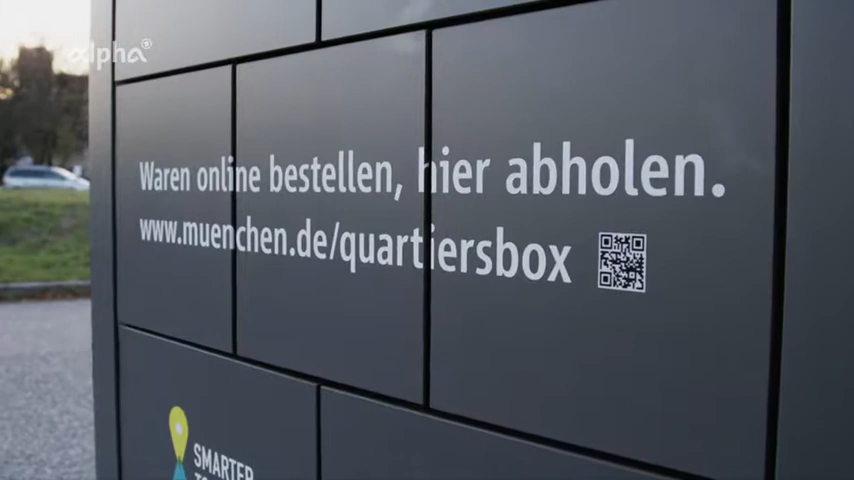 alpha
Waren online bestellen, hier abholen.
www.muenchen.de/quartiersbox
SMARTER